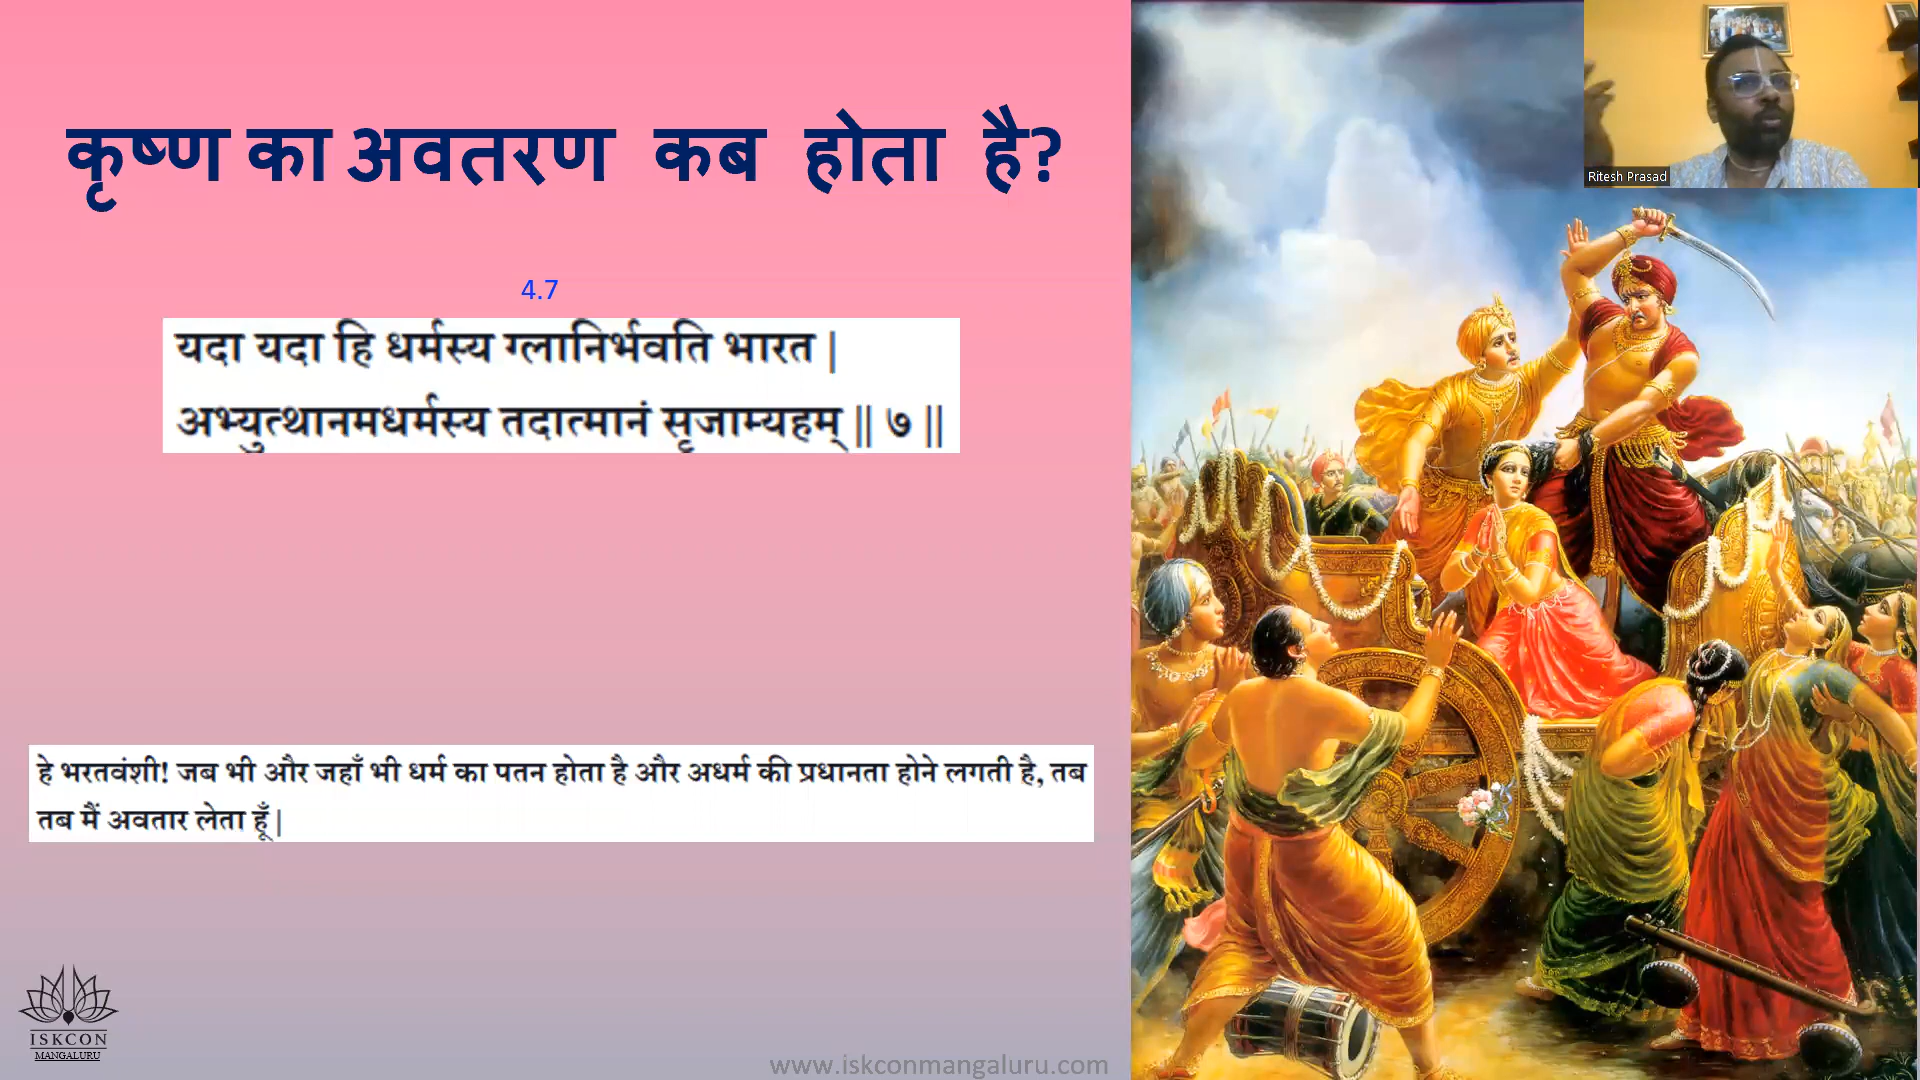 कृष्ण का अवतरण कब होता है?
4.7
यदा यदा हि धर्मस्य ग्लानिर्भवति भारत |
अभ्युत्थानमधर्मस्य तदात्मानं सृजाम्यहम् || ७ ||
हे भरतवंशी! जब भी और जहाँ भी धर्म का पतन होता है और अधर्म की प्रधानता होने लगती है, तब
तब मैं अवतार लेता हूँ |
ISKCON
MANGALURU
www.iskconmangaluru.com
Ritesh Prasad